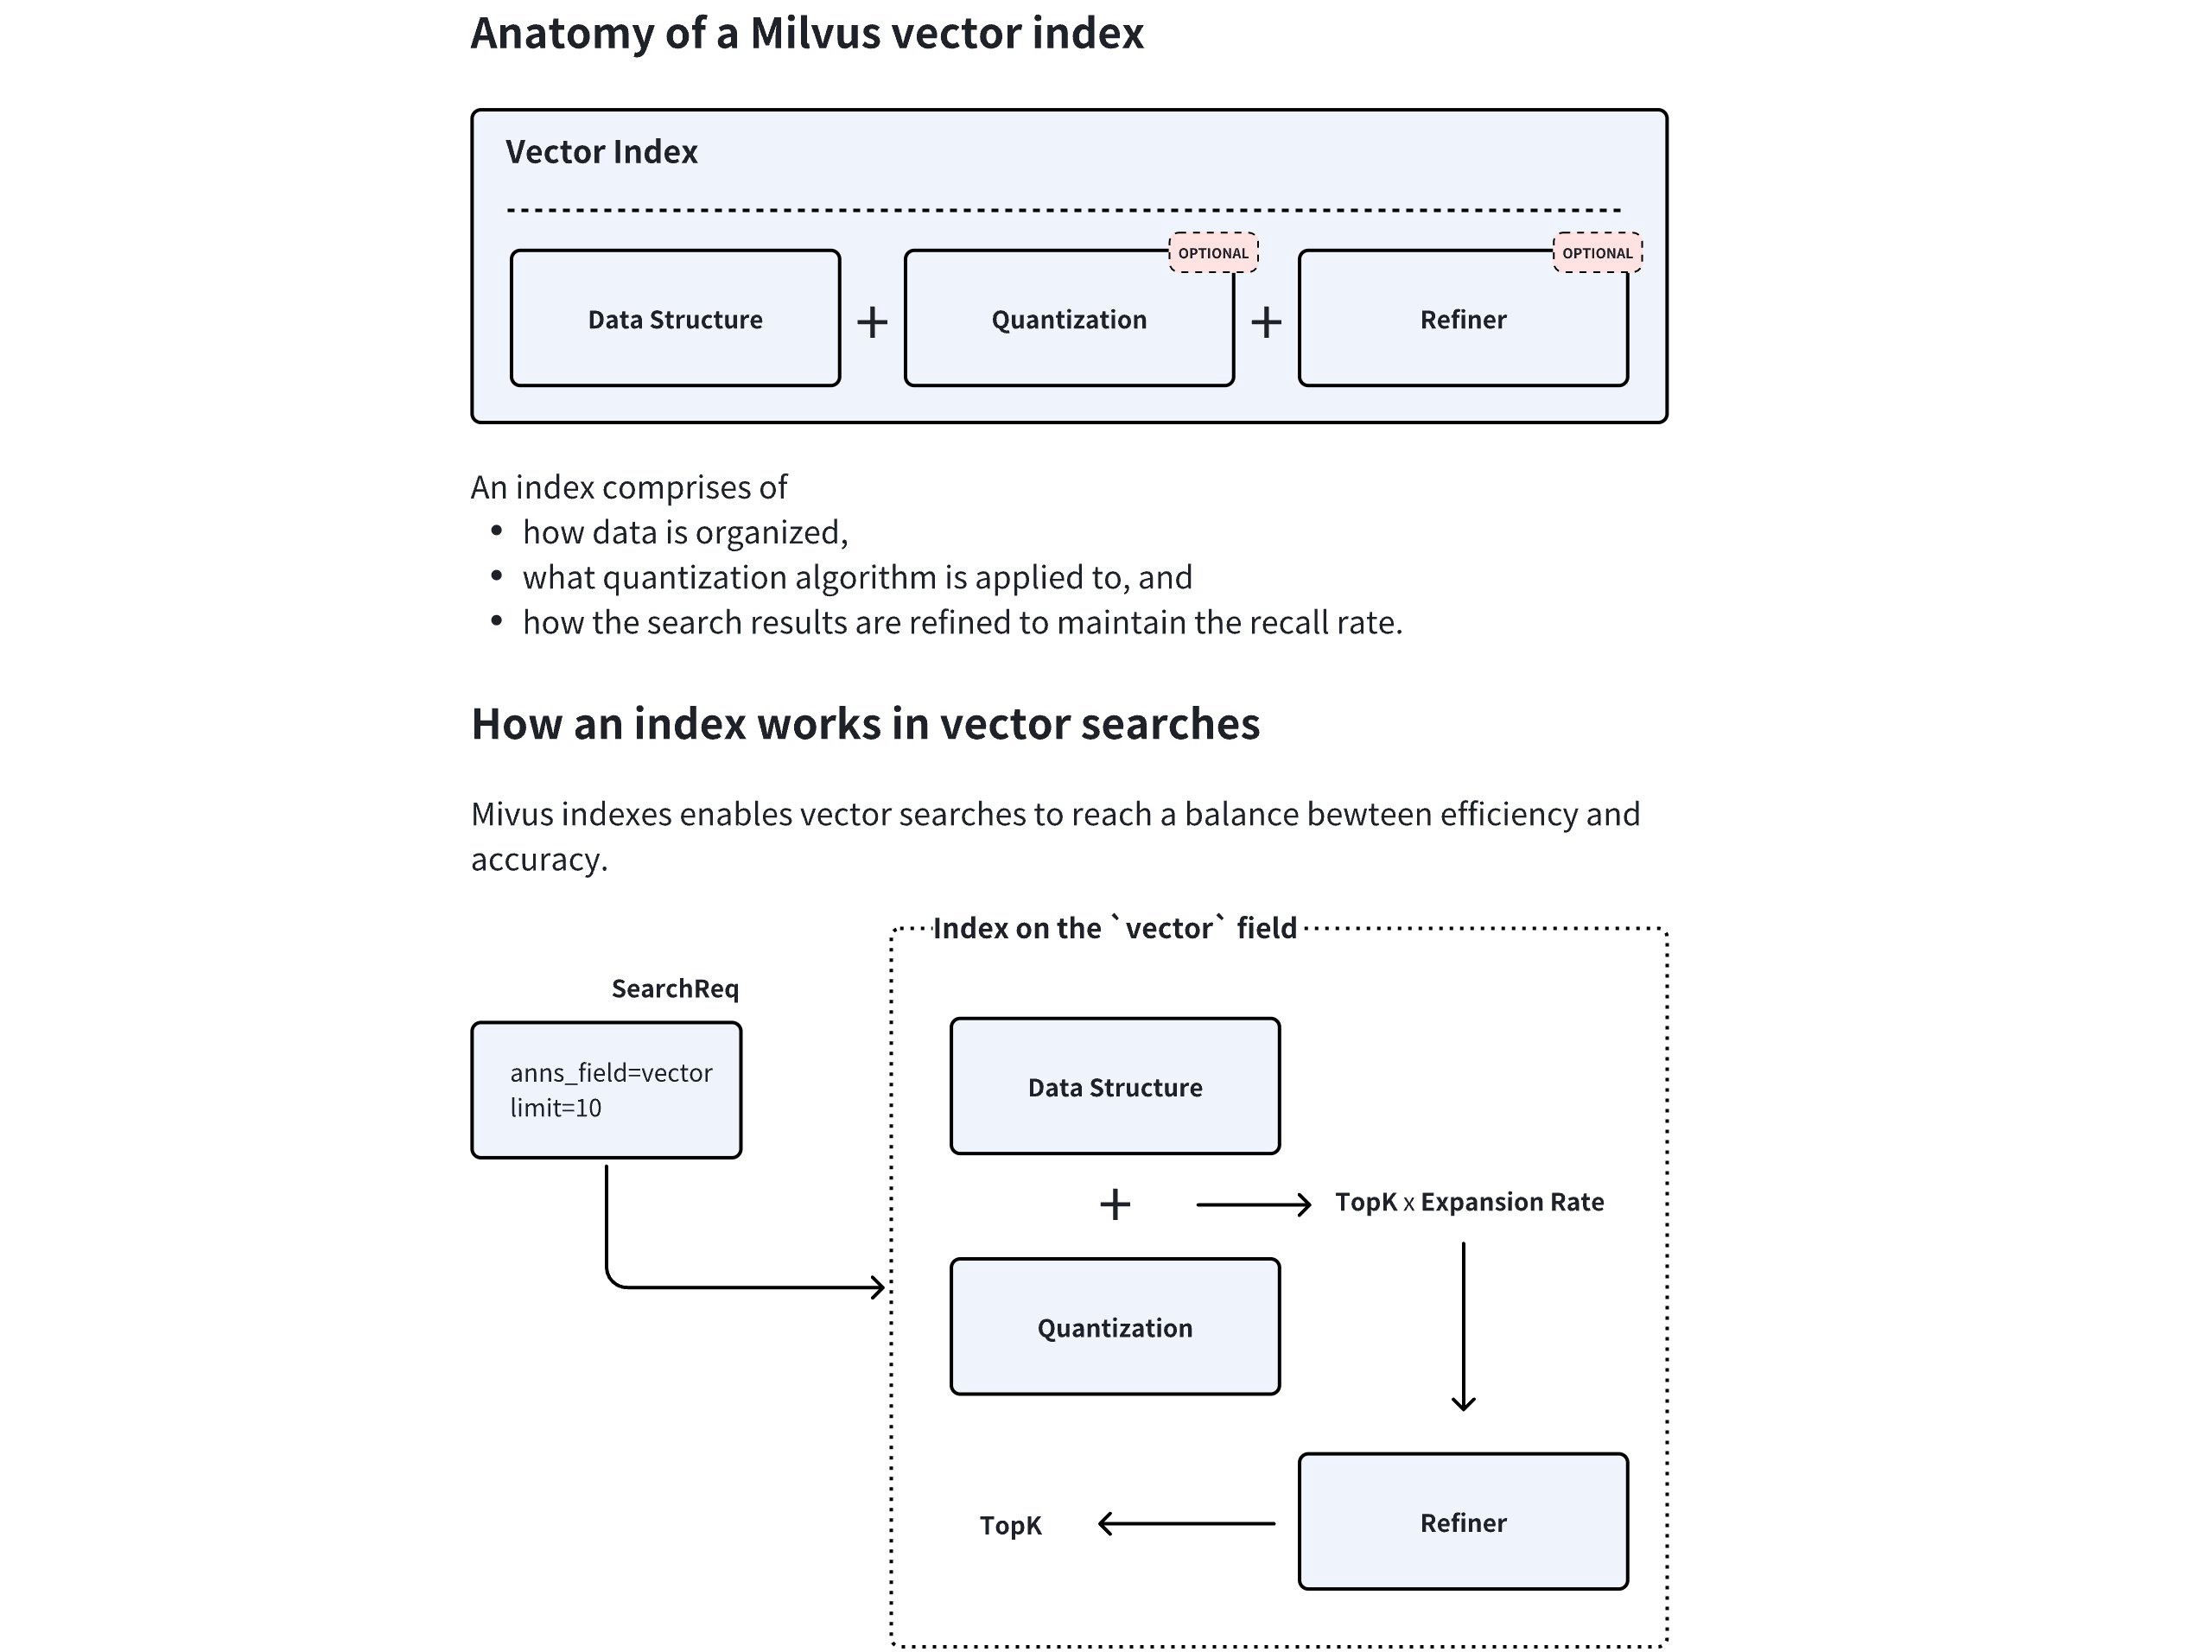 Anatomy of a Milvus vector index
Vector Index
OPTIONAL
OPTIONAL
Data Structure + Quantization + Refiner
An index comprises of
• how data is organized,
• what quantization algorithm is applied to, and
• how the search results are refined to maintain the recall rate.
How an index works in vector searches
Mivus indexes enables vector searches to reach a balance bewteen efficiency and
accuracy.
Index on the `vector` field
SearchReq
anns_field=vector
limit=10
Data Structure
+
TopK x Expansion Rate
Quantization
Refiner
TopK